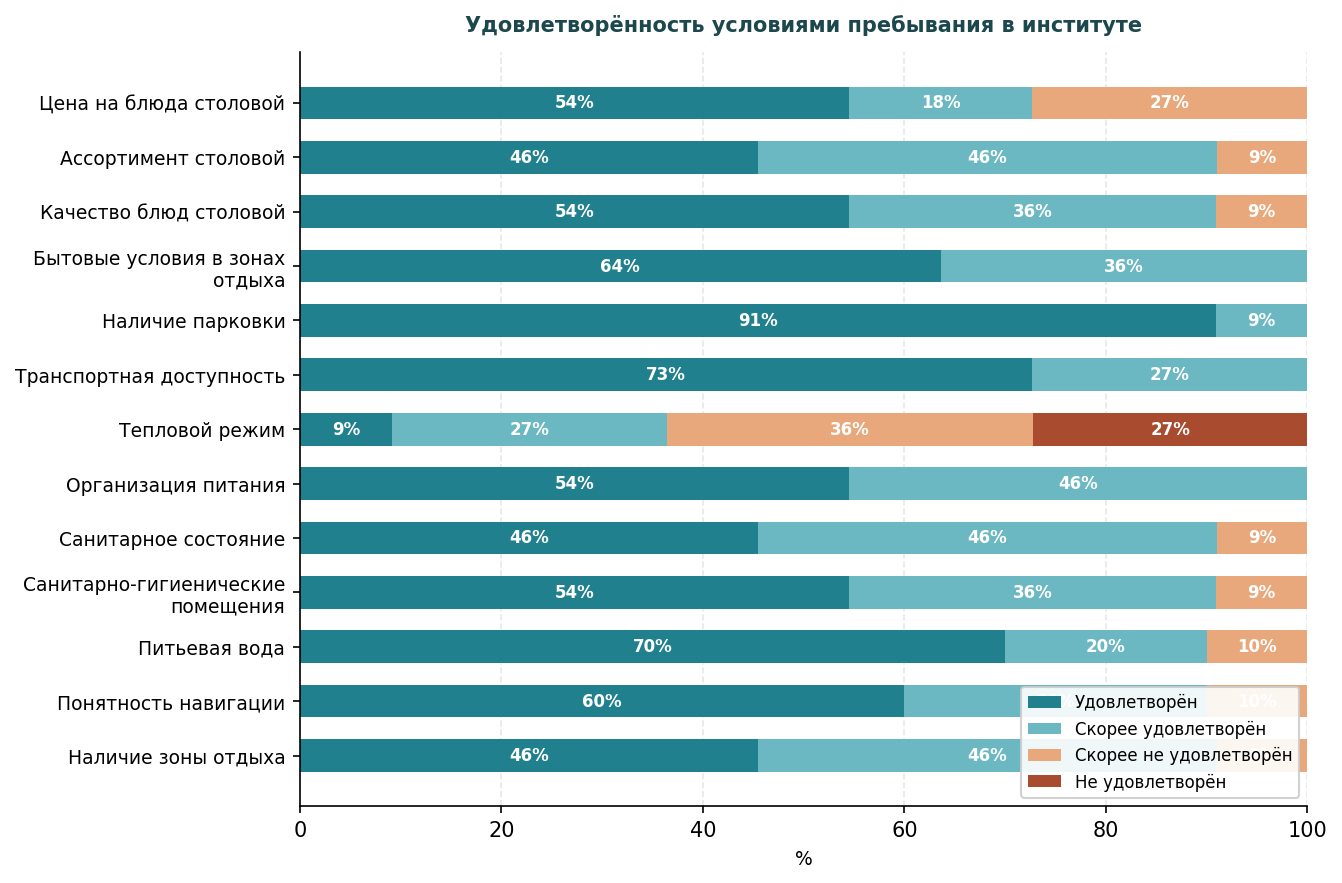 Удовлетворённость условиями пребывания в институте
Цена на блюда столовой
54% 18% 27%
Ассортимент столовой
46% 46% 9%
Качество блюд столовой
54% 36% 9%
Бытовые условия в зонах
отдыха
64% 36%
Наличие парковки
91% 9%
Транспортная доступность
73% 27%
Тепловой режим
9% 27% 36% 27%
Организация питания
54% 46%
Санитарное состояние
46% 46% 9%
Санитарно-гигиенические
помещения
54% 36% 9%
Питьевая вода
70% 20% 10%
Понятность навигации
60% 10%
Наличие зоны отдыха
46% 46%
Удовлетворён
Скорее удовлетворён
Скорее не удовлетворён
Не удовлетворён
0 20 40 60 80 100
%